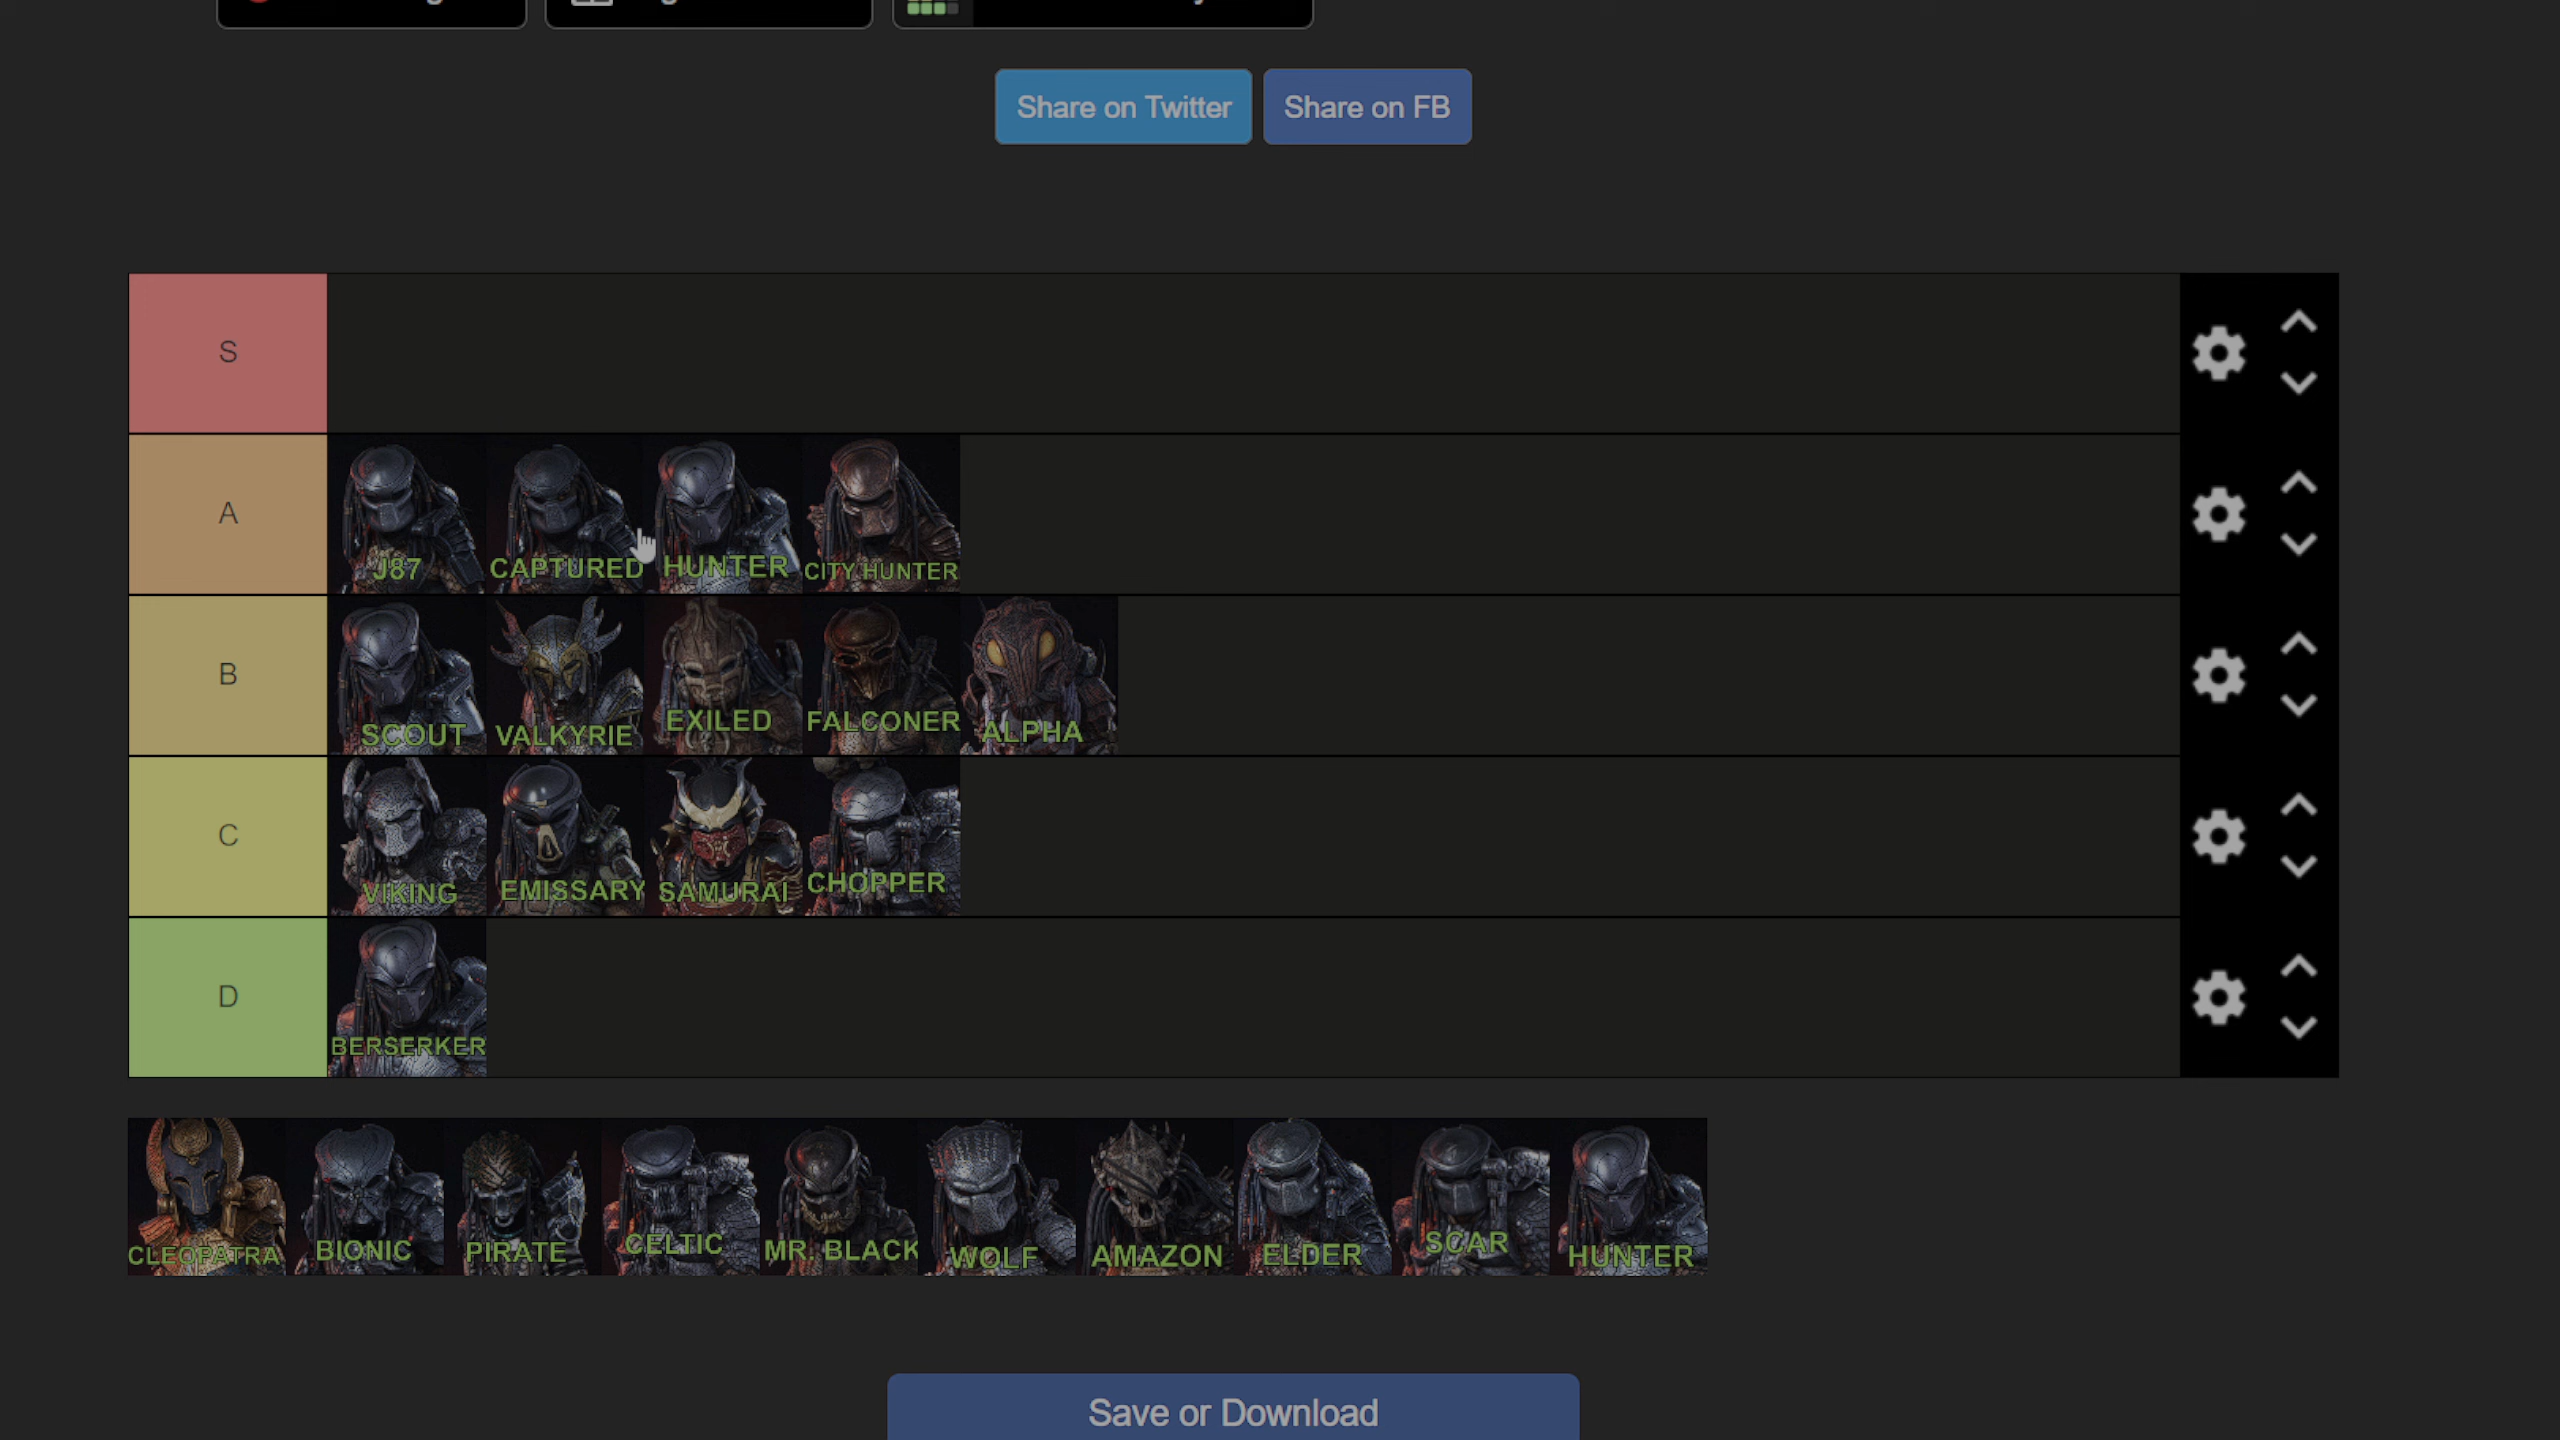 Share on Twitter Share on FB
S
A
J87 CAPTURED HUNTER CITY HUNTER
B
SCOUT VALKYRIE EXILED FALCONER ALPHA
C
VIKING EMISSARY SAMURAI CHOPPER
D
BERSERKER
CLEOPATRA BIONIC PIRATE CELTIC MR. BLACK WOLF AMAZON ELDER SCAR HUNTER
Save or Download